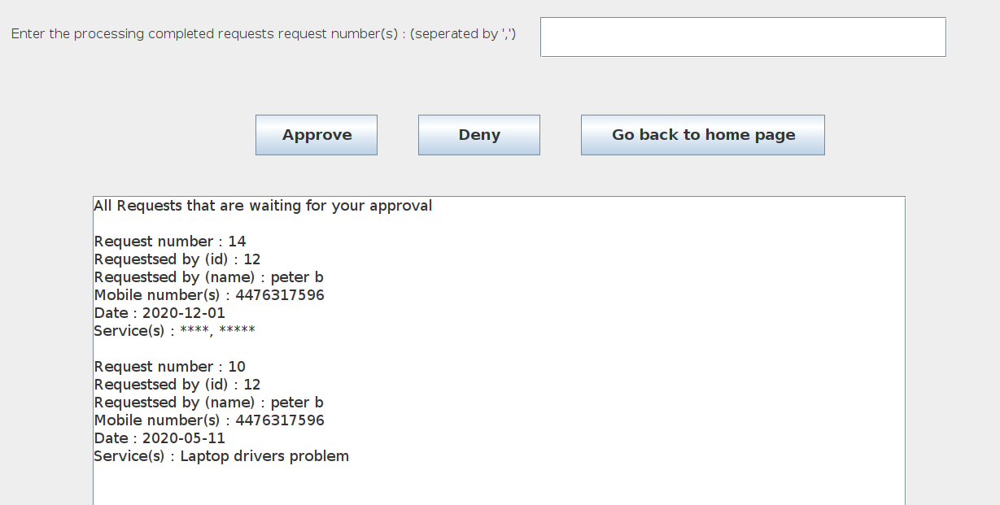 Enter the processing completed requests request number(s) : (seperated by ',')
Approve
Deny
Go back to home page
All Requests that are waiting for your approval
Request number : 14
Requestsed by (id) : 12
Requestsed by (name) : peter b
Mobile number(s) : 4476317596
Date : 2020-12-01
Service(s) : ****, *****
Request number : 10
Requestsed by (id) : 12
Requestsed by (name) : peter b
Mobile number(s) : 4476317596
Date : 2020-05-11
Service(s) : Laptop drivers problem